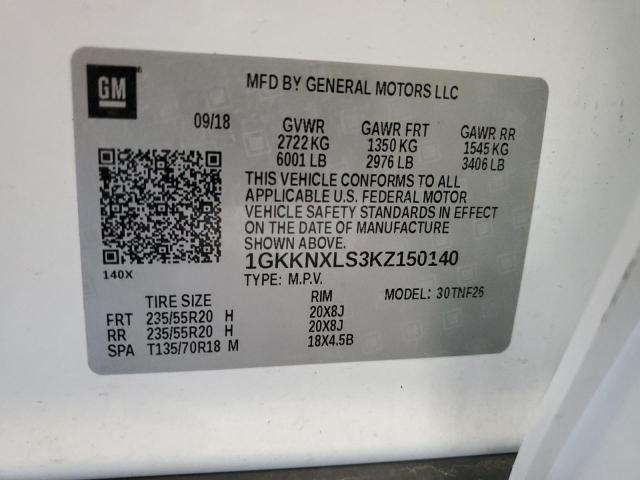 GM
MFD BY GENERAL MOTORS LLC
09/18 GVWR GAWR FRT GAWR RR
2722 KG 1350 KG 1545 KG
6001 LB 2976 LB 3406 LB
THIS VEHICLE CONFORMS TO ALL
APPLICABLE U.S. FEDERAL MOTOR
VEHICLE SAFETY STANDARDS IN EFFECT
ON THE DATE OF MANUFACTURE
SHOWN ABOVE.
1GKKNXLS3KZ150140
140X
TYPE: M.P.V.
TIRE SIZE RIM MODEL: 30TNF26
FRT 235/55R20 H 20X8J
RR 235/55R20 H 20X8J
SPA T135/70R18 M 18X4.5B